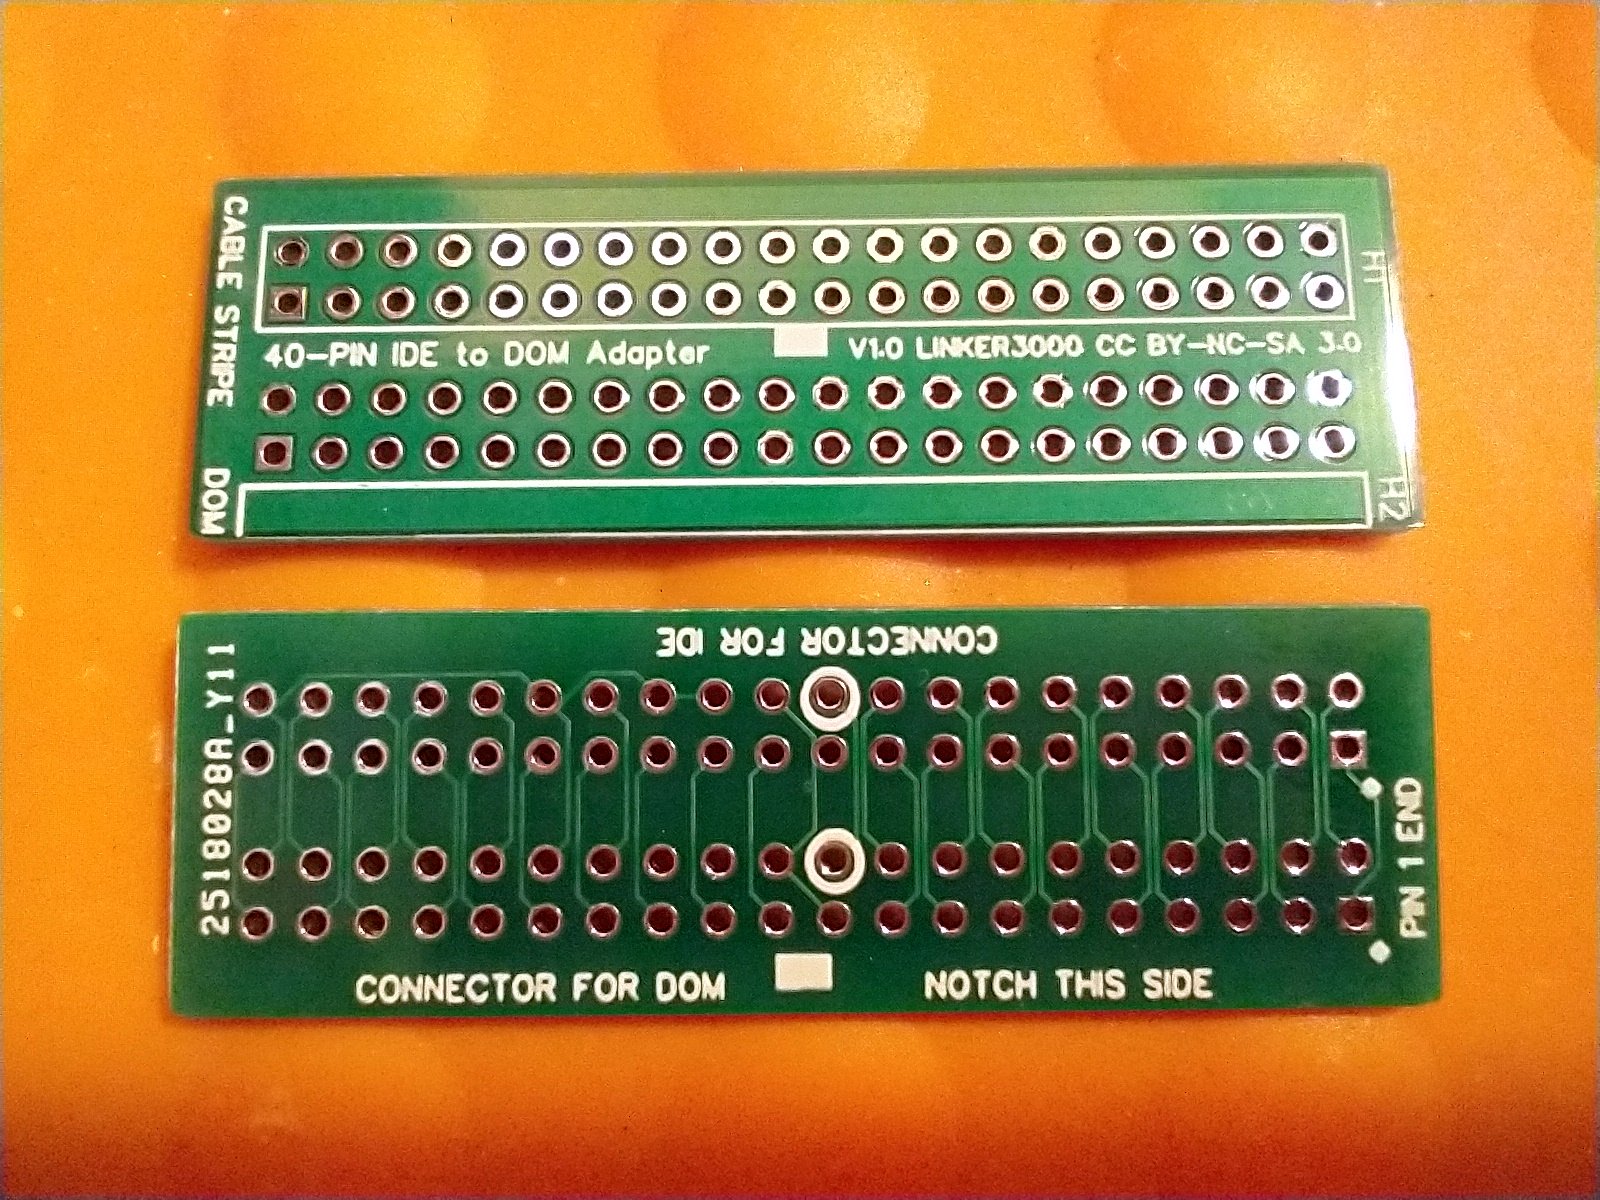 CABLE STRIPE
H1
40-PIN IDE to DOM Adapter
V1.0 LINKER3000 CC BY-NC-SA 3.0
DOM
H2
CONNECTOR FOR IDE
2518028A_Y11
PIN 1 END
CONNECTOR FOR DOM
NOTCH THIS SIDE